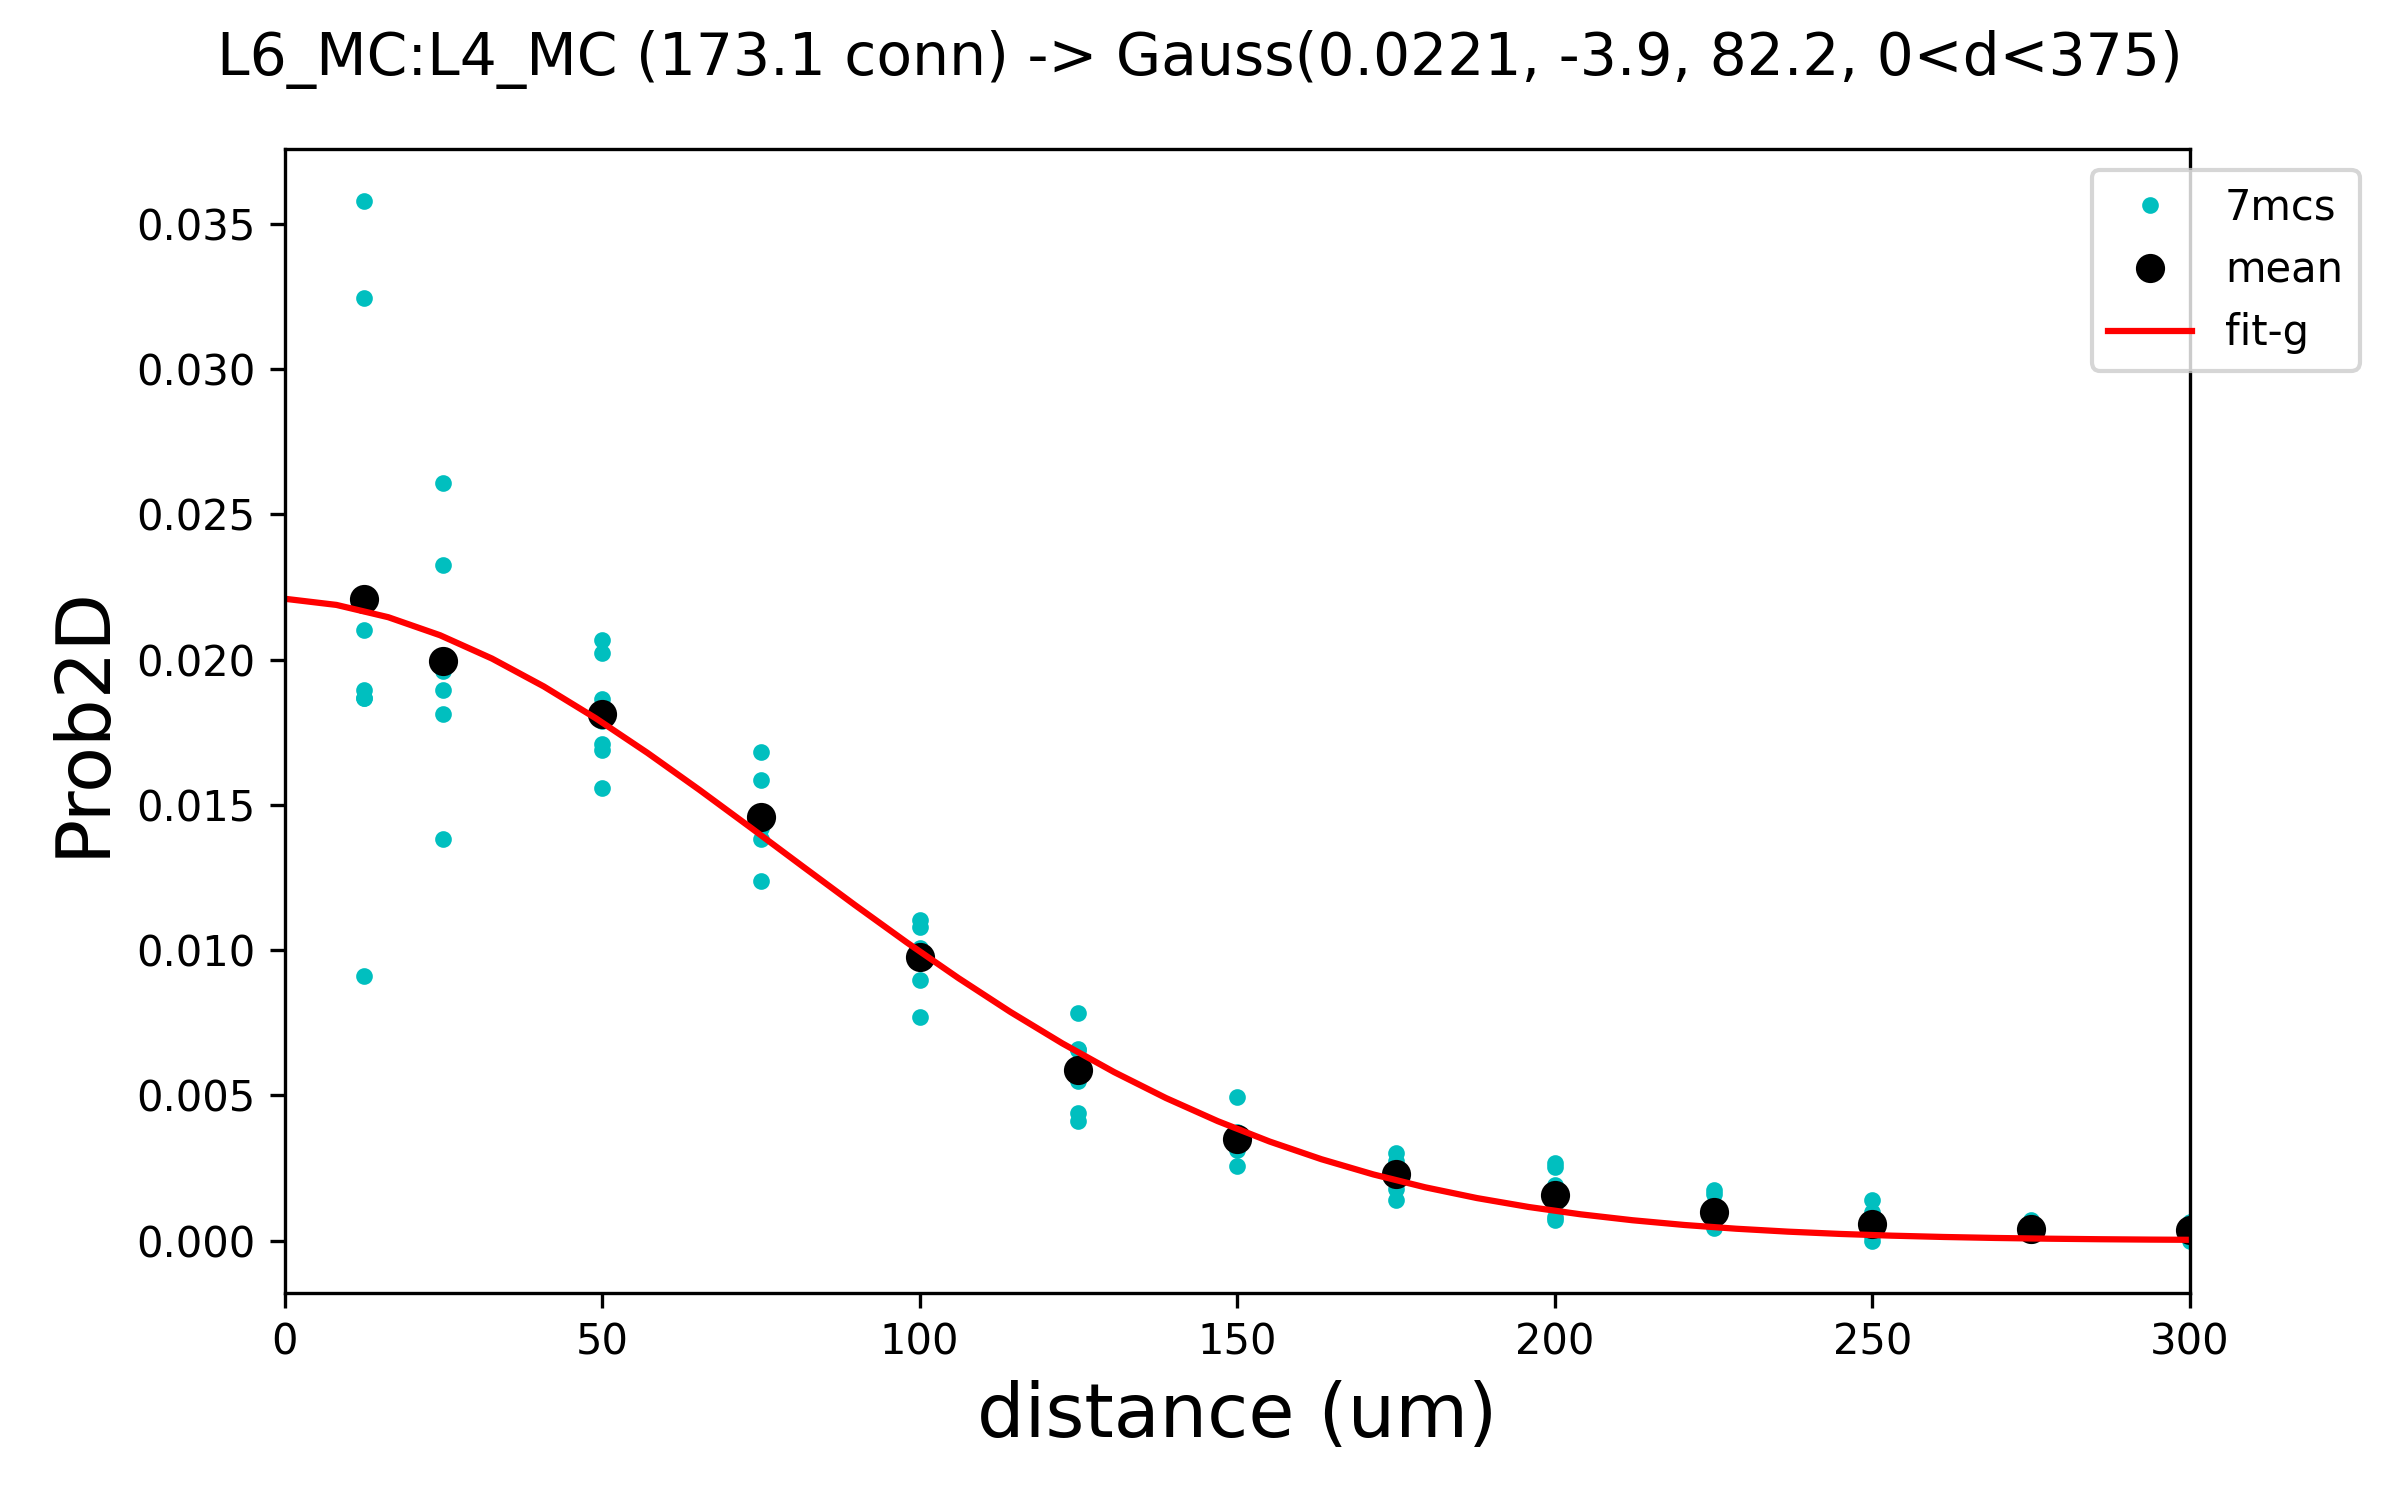 L6_MC:L4_MC (173.1 conn) -> Gauss(0.0221, -3.9, 82.2, 0<d<375)
7mcs
mean
fit-g
Prob2D
0.035
0.030
0.025
0.020
0.015
0.010
0.005
0.000
0 50 100 150 200 250 300
distance (um)